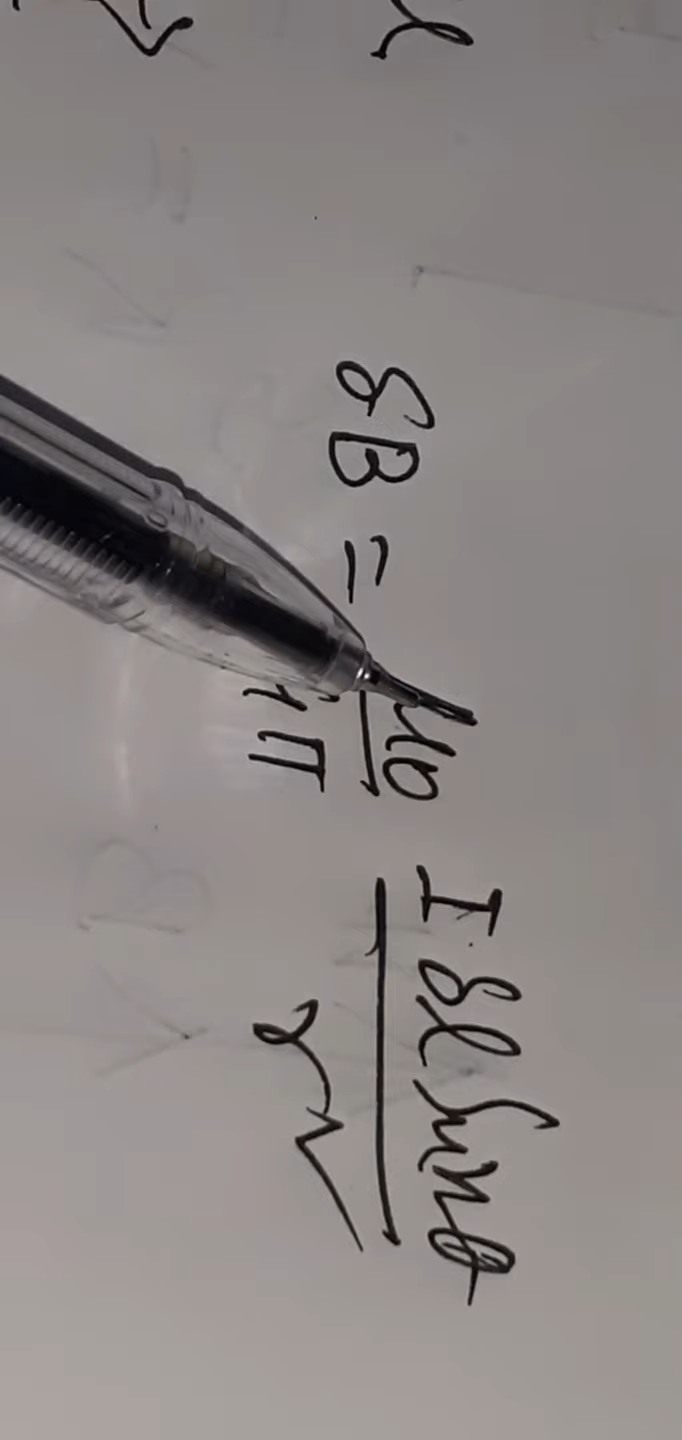 δB = μ0/4π I δl Sinθ/r²